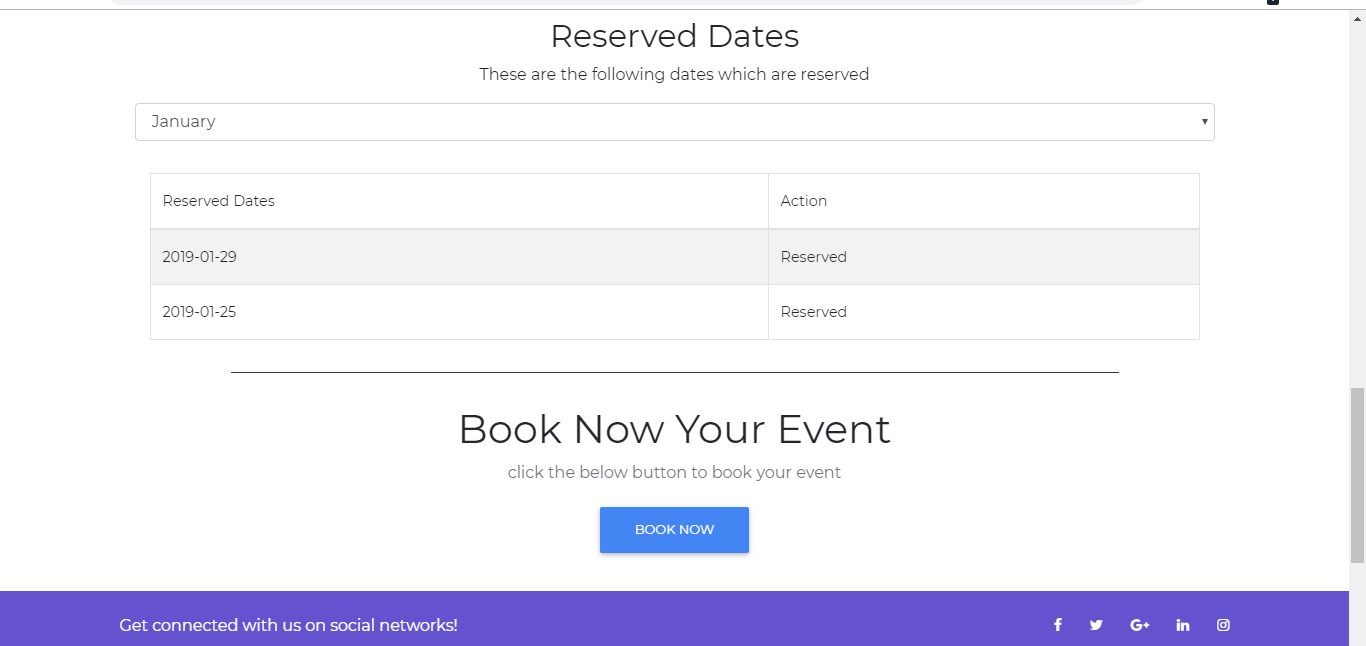 Reserved Dates
These are the following dates which are reserved
January
Reserved Dates Action
2019-01-29 Reserved
2019-01-25 Reserved
Book Now Your Event
click the below button to book your event
BOOK NOW
Get connected with us on social networks!